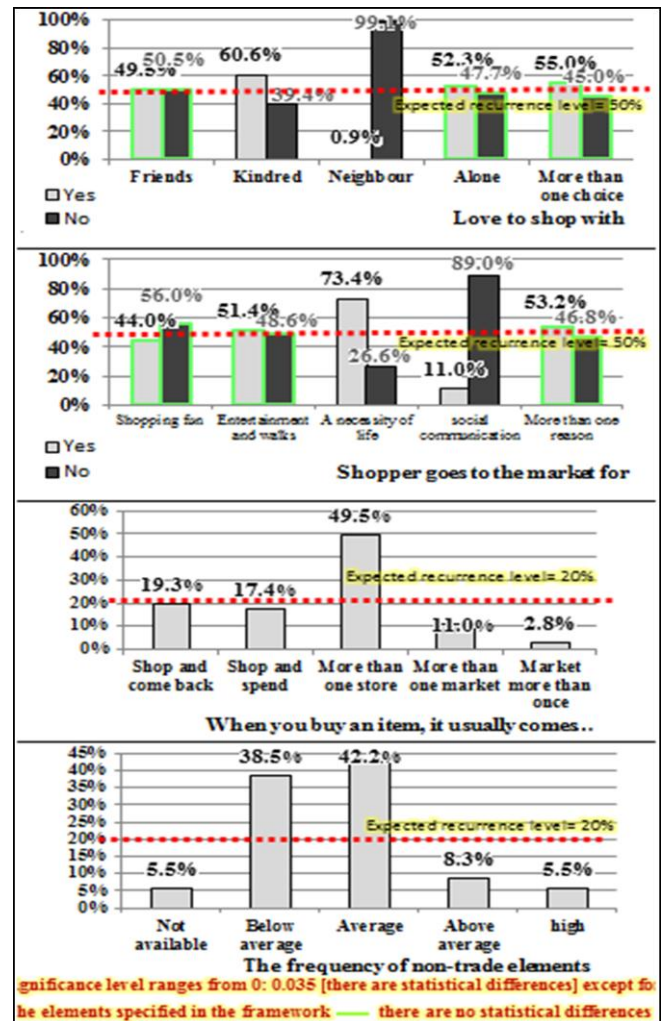 100%
80%
60%
40%
20%
0%
49.5%
50.5%
60.6%
39.4%
0.9%
99.1%
52.3%
47.7%
55.0%
45.0%
Expected recurrence level= 50%
Friends
Kindred
Neighbour
Alone
More than
one choice
Yes
No
Love to shop with
100%
80%
60%
40%
20%
0%
44.0%
56.0%
51.4%
48.6%
73.4%
26.6%
11.0%
89.0%
53.2%
46.8%
Expected recurrence level= 50%
Shopping fun
Entertainment
and walks
A necessity of
life
social
communication
More than one
reason
Yes
No
Shopper goes to the market for
60%
50%
40%
30%
20%
10%
0%
19.3%
17.4%
49.5%
11.0%
2.8%
Expected recurrence level= 20%
Shop and
come back
Shop and
spend
More than
one store
More than
one market
Market
more than
once
When you buy an item, it usually comes..
45%
40%
35%
30%
25%
20%
15%
10%
5%
0%
5.5%
38.5%
42.2%
8.3%
5.5%
Expected recurrence level= 20%
Not
available
Below
average
Average
Above
average
high
The frequency of non-trade elements
gnificance level ranges from 0: 0.035 [there are statistical differences] except fo
he elements specified in the framework there are no statistical differences